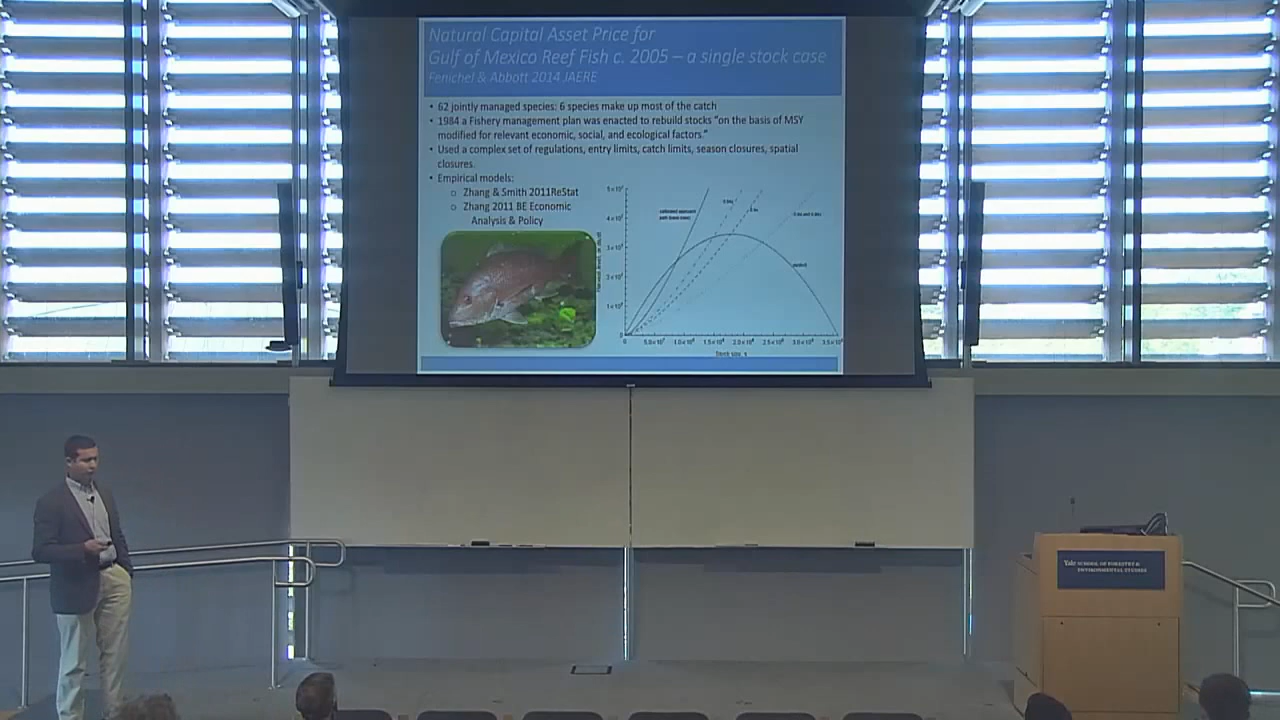 Natural Capital Asset Price for
Gulf of Mexico Reef Fish c. 2005 – a single stock case
Fenichel & Abbott 2014 JAERE
• 62 jointly managed species: 6 species make up most of the catch
• 1984 a Fishery management plan was enacted to rebuild stocks "on the basis of MSY
modified for relevant economic, social, and ecological factors."
• Used a complex set of regulations, entry limits, catch limits, season closures, spatial
closures.
• Empirical models:
○ Zhang & Smith 2011ReStat
○ Zhang 2011 BE Economic
Analysis & Policy
Stock size, s
Yale SCHOOL OF FORESTRY &
ENVIRONMENTAL STUDIES